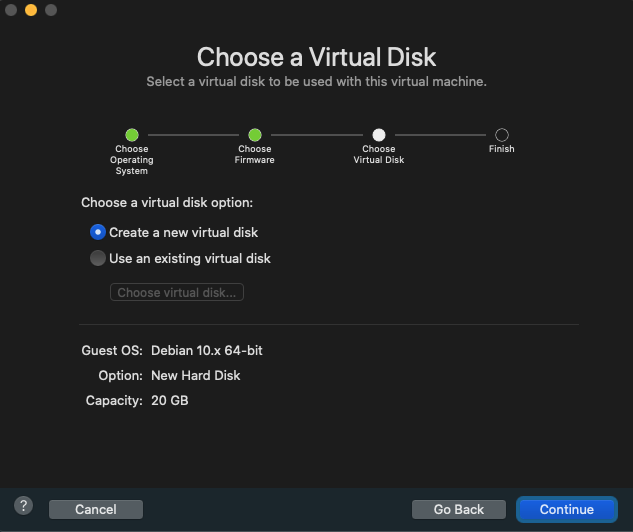 Choose a Virtual Disk
Select a virtual disk to be used with this virtual machine.
Choose
Operating
System
Choose
Firmware
Choose
Virtual Disk
Finish
Choose a virtual disk option:
Create a new virtual disk
Use an existing virtual disk
Choose virtual disk...
Guest OS: Debian 10.x 64-bit
Option: New Hard Disk
Capacity: 20 GB
? Cancel Go Back Continue